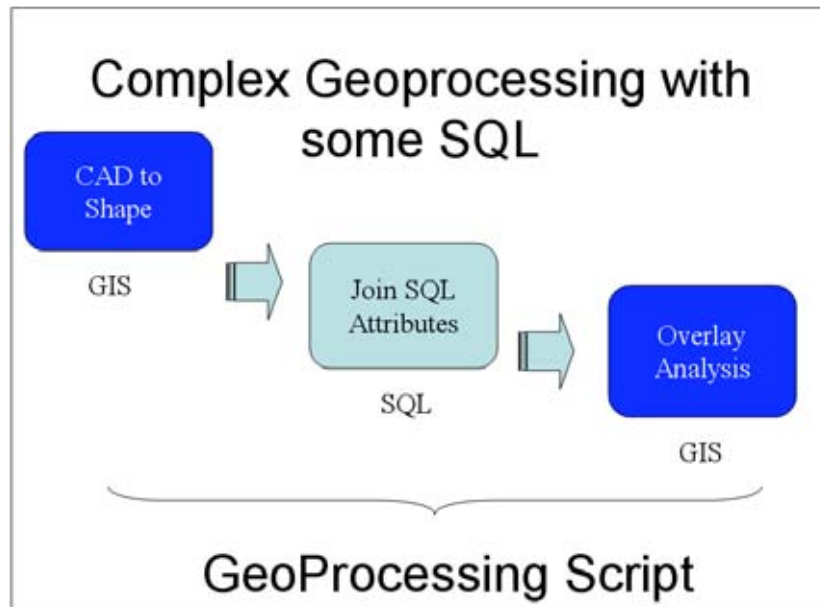 Complex Geoprocessing with
some SQL
CAD to
Shape
GIS
Join SQL
Attributes
SQL
Overlay
Analysis
GIS
GeoProcessing Script